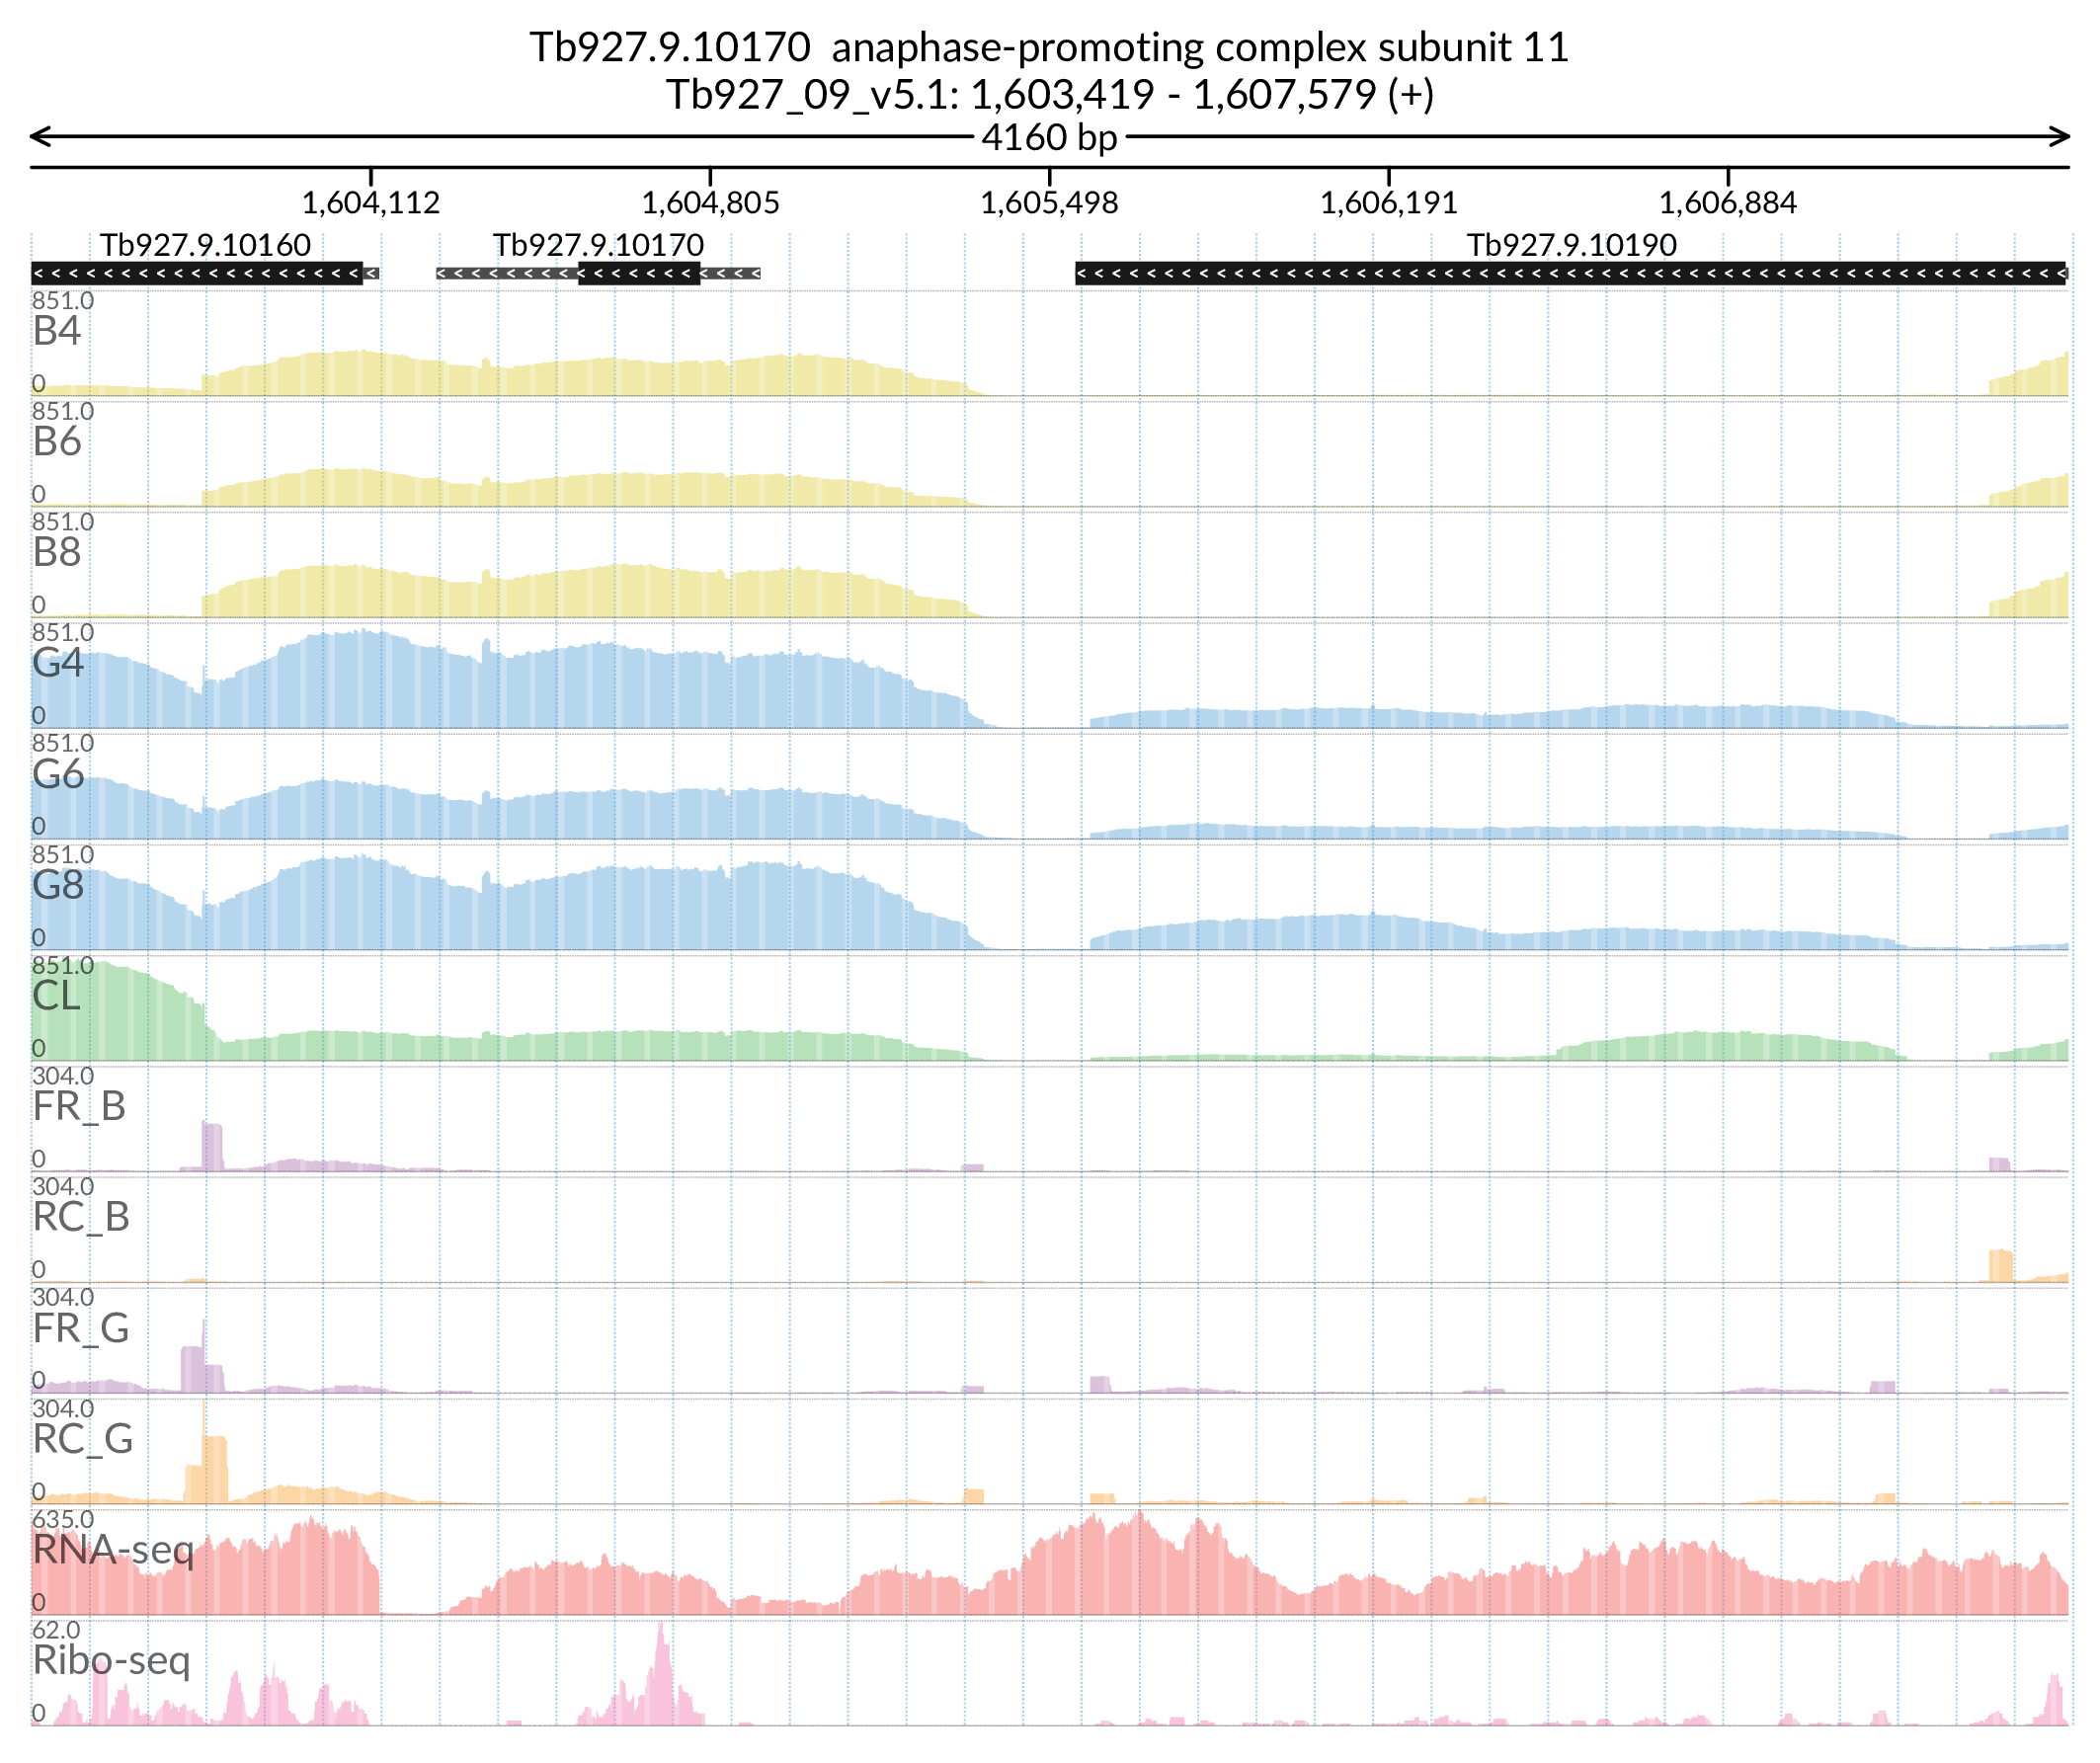 Tb927.9.10170 anaphase-promoting complex subunit 11
Tb927_09_v5.1: 1,603,419 - 1,607,579 (+)
4160 bp
1,604,112 1,604,805 1,605,498 1,606,191 1,606,884
Tb927.9.10160 Tb927.9.10170 Tb927.9.10190
851.0
B4
0
851.0
B6
0
851.0
B8
0
851.0
G4
0
851.0
G6
0
851.0
G8
0
851.0
CL
0
304.0
FR_B
0
304.0
RC_B
0
304.0
FR_G
0
304.0
RC_G
0
635.0
RNA-seq
0
62.0
Ribo-seq
0